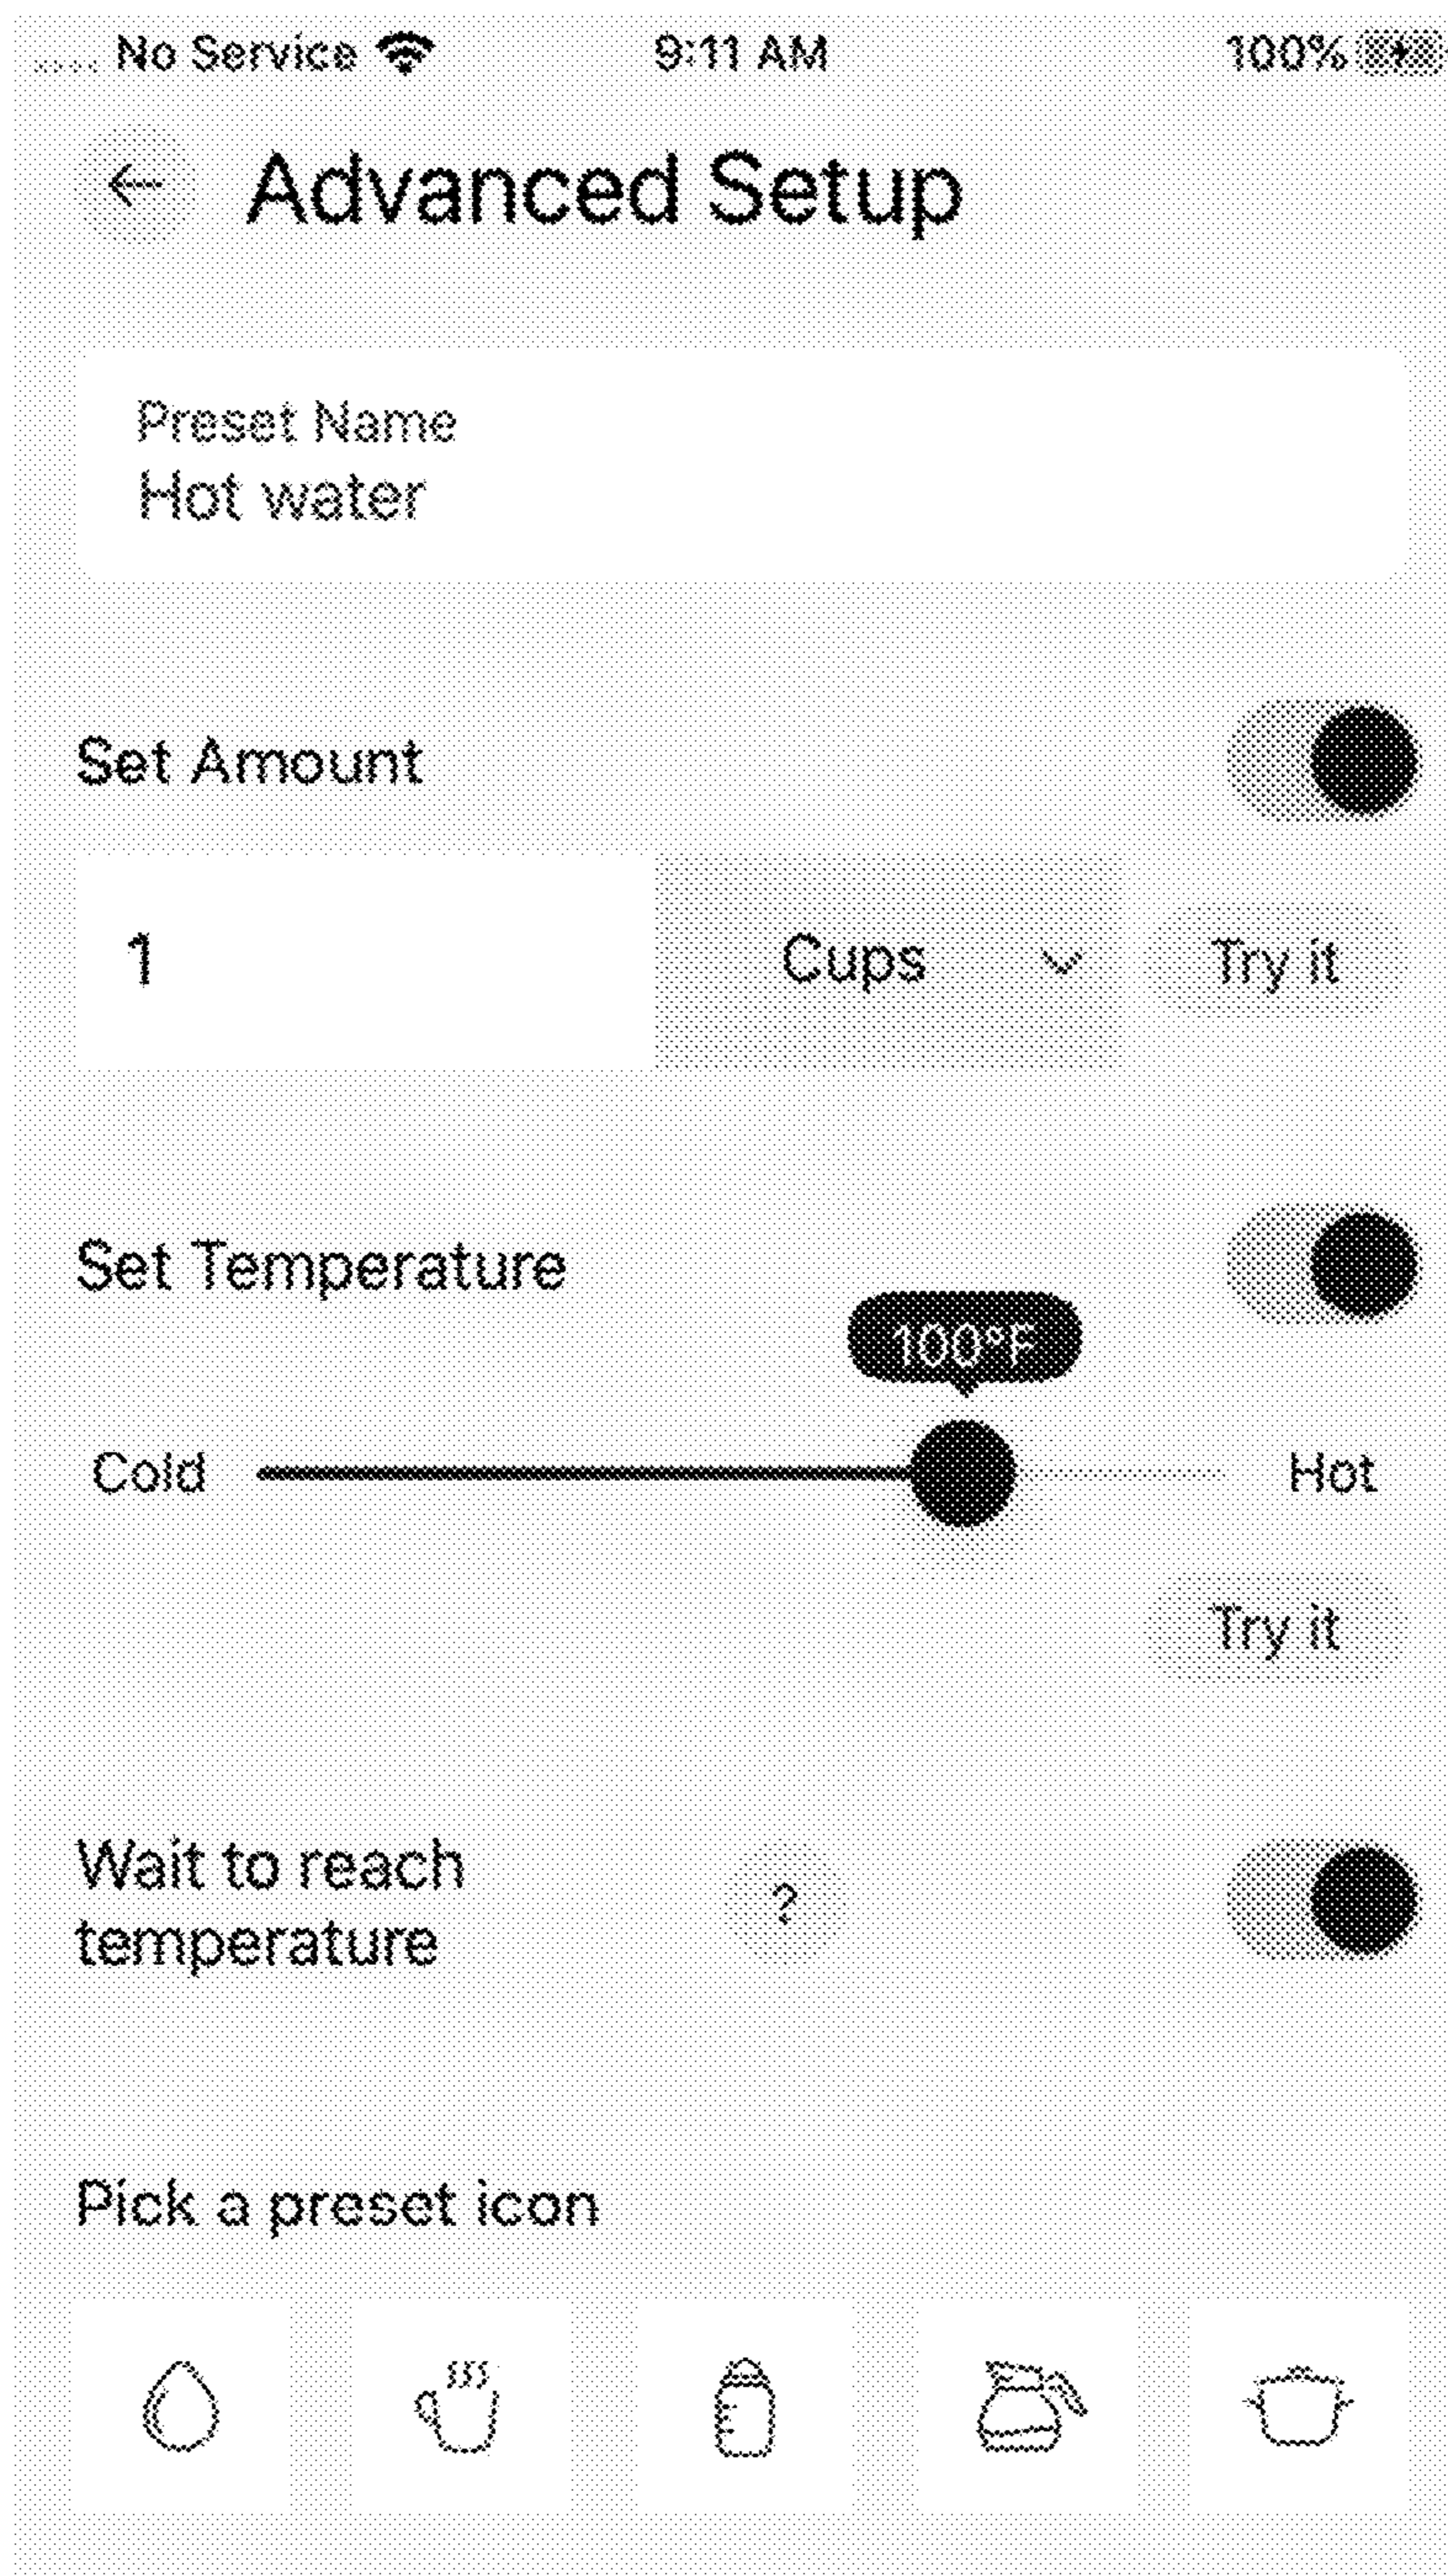 No Service 9:11 AM 100%
Advanced Setup
Preset Name
Hot water
Set Amount
1 Cups Try it
Set Temperature
100°F
Cold Hot
Try it
Wait to reach
temperature
?
Pick a preset icon